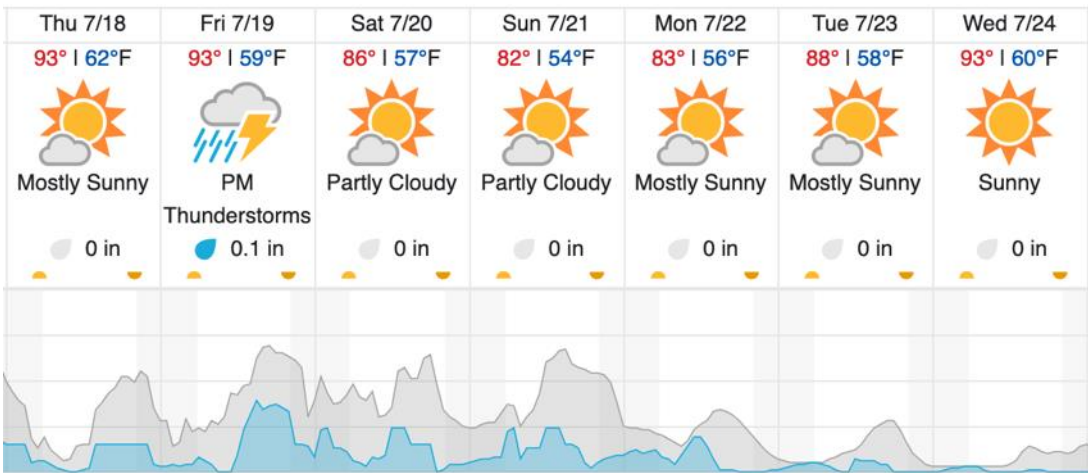 Thu 7/18 Fri 7/19 Sat 7/20 Sun 7/21 Mon 7/22 Tue 7/23 Wed 7/24
93° | 62°F 93° | 59°F 86° | 57°F 82° | 54°F 83° | 56°F 88° | 58°F 93° | 60°F
Mostly Sunny PM Partly Cloudy Partly Cloudy Mostly Sunny Mostly Sunny Sunny
Thunderstorms
0 in 0.1 in 0 in 0 in 0 in 0 in 0 in